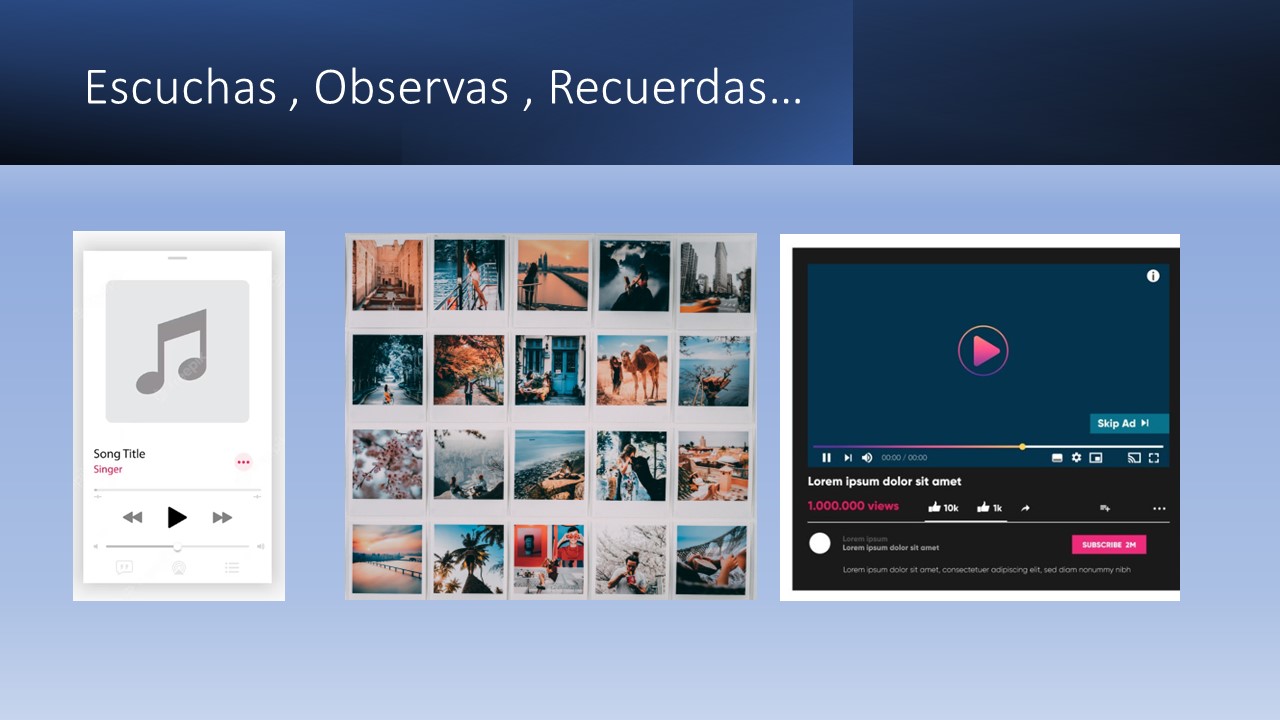 Escuchas , Observas , Recuerdas...
Song Title
Singer
Skip Ad
00:00 / 00:00
Lorem ipsum dolor sit amet
1.000.000 views
10k
1k
Lorem ipsum
Lorem ipsum dolor sit amet
SUBSCRIBE 2M
Lorem ipsum dolor sit amet, consectetuer adipiscing elit, sed diam nonummy nibh